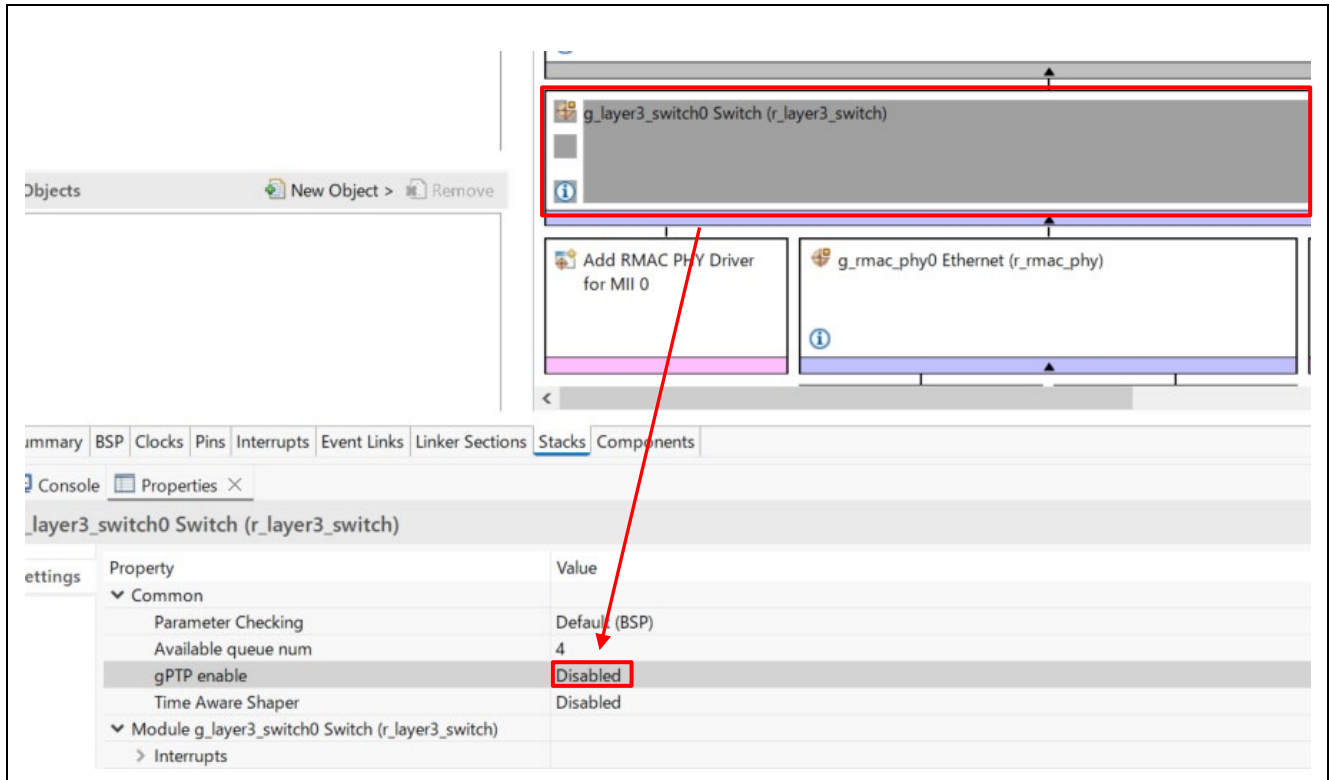 g_layer3_switch0 Switch (r_layer3_switch)
Objects
New Object >
Remove
Add RMAC PHY Driver
for MII 0
g_rmac_phy0 Ethernet (r_rmac_phy)
ummary BSP Clocks Pins Interrupts Event Links Linker Sections Stacks Components
Console Properties
_layer3_switch0 Switch (r_layer3_switch)
ettings
Property Value
Common
Parameter Checking Default (BSP)
Available queue num 4
gPTP enable Disabled
Time Aware Shaper Disabled
Module g_layer3_switch0 Switch (r_layer3_switch)
Interrupts